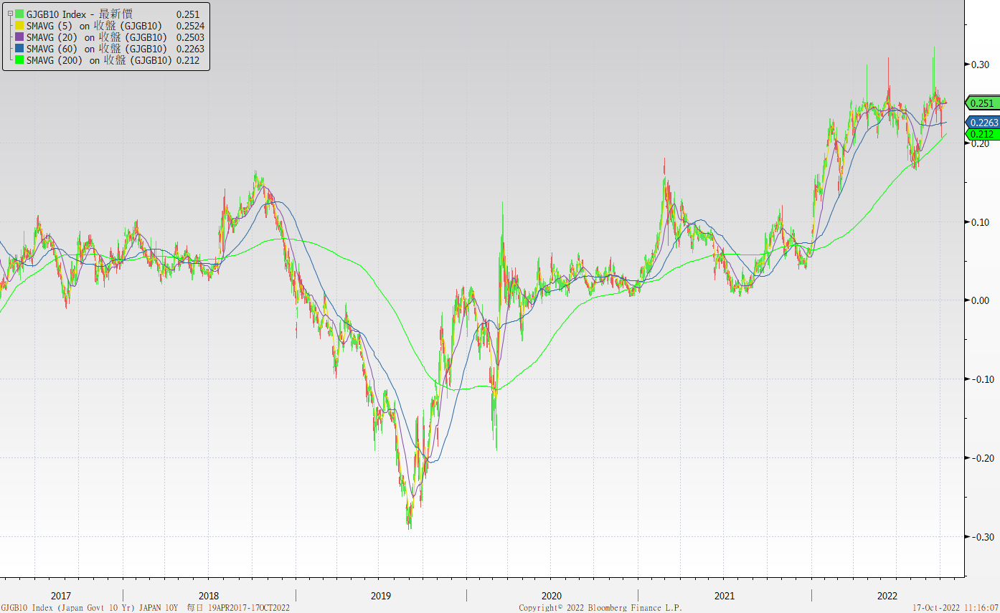 GJGB10 Index - 最新價 0.251
SMAVG (5) on 收盤 (GJGB10) 0.2524
SMAVG (20) on 收盤 (GJGB10) 0.2503
SMAVG (60) on 收盤 (GJGB10) 0.2263
SMAVG (200) on 收盤 (GJGB10) 0.212
0.30
0.251
0.2263
0.212
0.20
0.10
0.00
-0.10
-0.20
-0.30
2017 2018 2019 2020 2021 2022
GJGB10 Index (Japan Govt 10 Yr) JAPAN 10Y 每日 19APR2017-17OCT2022 Copyright© 2022 Bloomberg Finance L.P. 17-Oct-2022 11:16:07